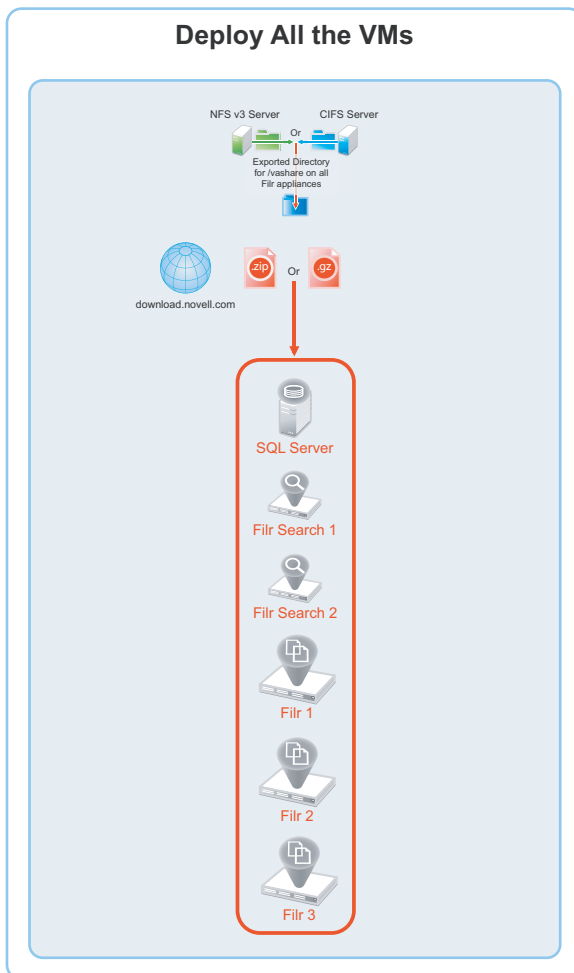 Deploy All the VMs
NFS v3 Server
CIFS Server
Or
Exported Directory
for /vashare on all
Filr appliances
V
.zip
Or
.gz
download.novell.com
SQL Server
Filr Search 1
Filr Search 2
Filr 1
Filr 2
Filr 3